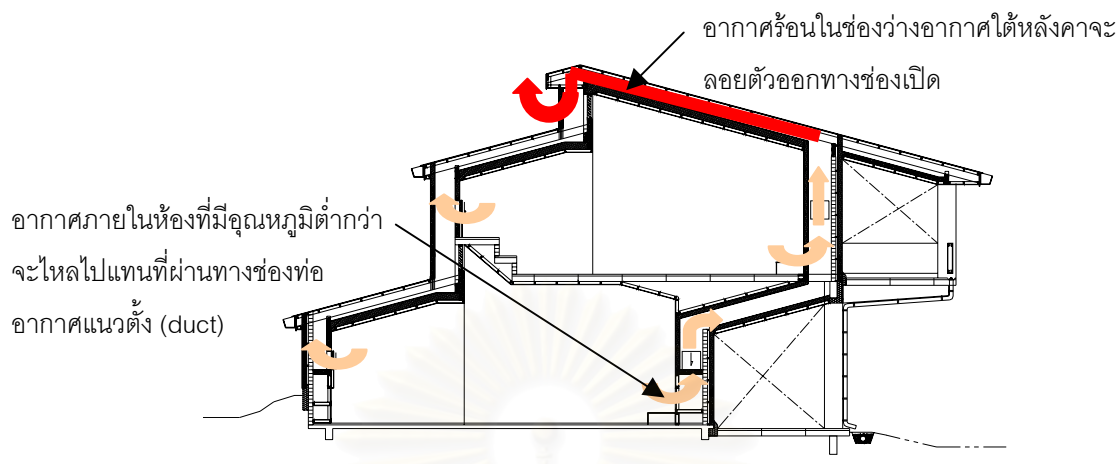 อากาศร้อนในช่องว่างอากาศใต้หลังคาจะ
ลอยตัวออกทางช่องเปิด
อากาศภายในห้องที่มีอุณหภูมิต่ำกว่า
จะไหลไปแทนที่ผ่านทางช่องท่อ
อากาศแนวตั้ง (duct)